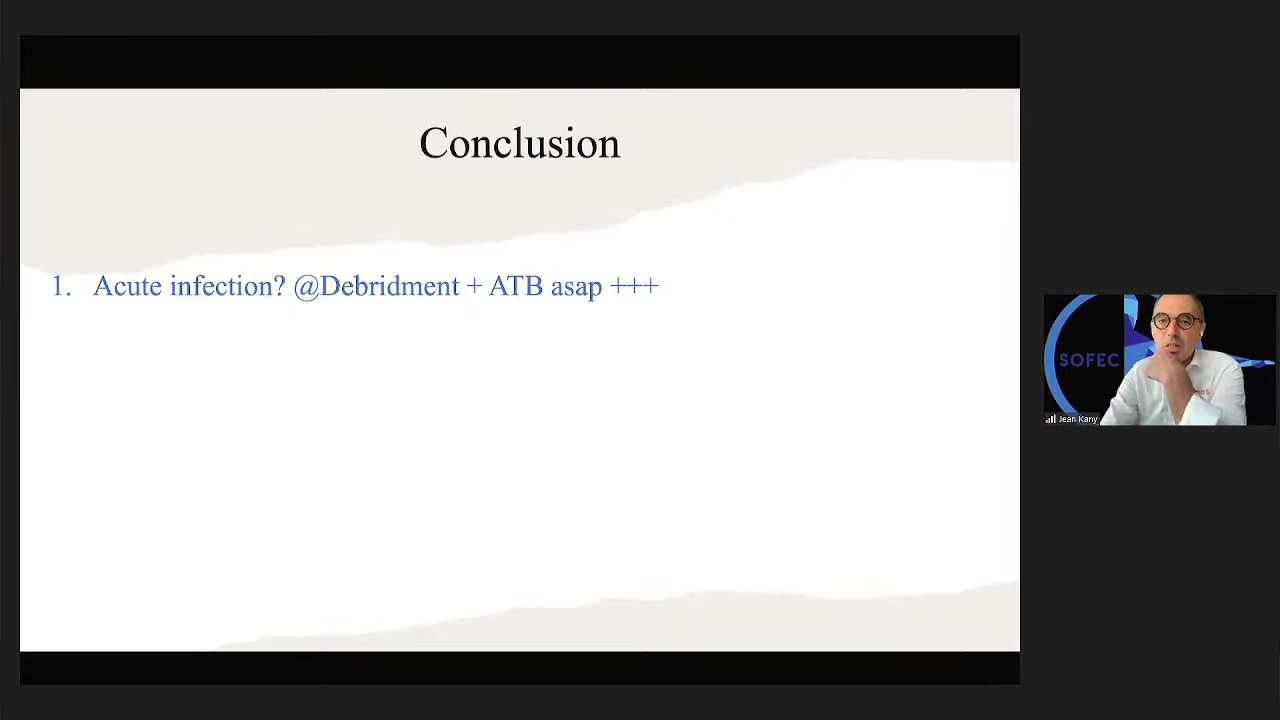 Conclusion
1. Acute infection? @Debridment + ATB asap +++
SOFEC
Jean Kany